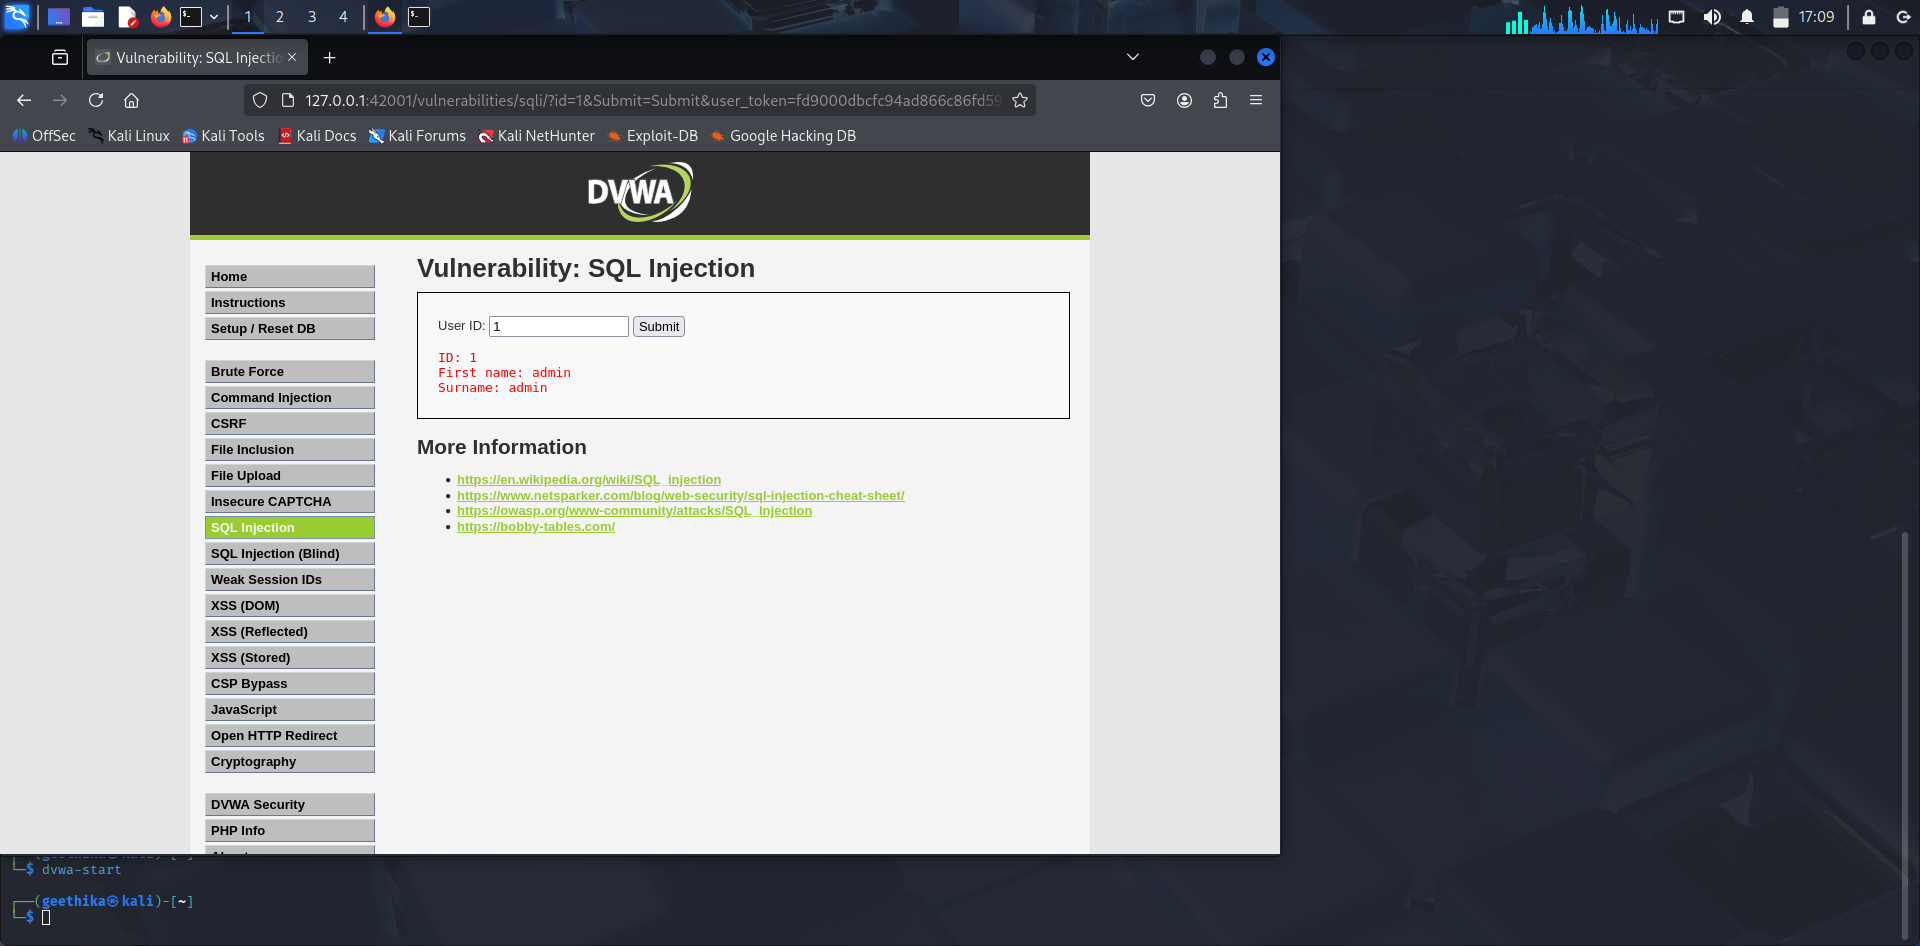 1 2 3 4
17:09
Vulnerability: SQL Injectio
127.0.0.1:42001/vulnerabilities/sqli/?id=1&Submit=Submit&user_token=fd9000dbcfc94ad866c86fd59
OffSec Kali Linux Kali Tools Kali Docs Kali Forums Kali NetHunter Exploit-DB Google Hacking DB
DVWA
Home
Instructions
Setup / Reset DB
Brute Force
Command Injection
CSRF
File Inclusion
File Upload
Insecure CAPTCHA
SQL Injection
SQL Injection (Blind)
Weak Session IDs
XSS (DOM)
XSS (Reflected)
XSS (Stored)
CSP Bypass
JavaScript
Open HTTP Redirect
Cryptography
DVWA Security
PHP Info
Vulnerability: SQL Injection
User ID: 1 Submit
ID: 1
First name: admin
Surname: admin
More Information
https://en.wikipedia.org/wiki/SQL_injection
https://www.netsparker.com/blog/web-security/sql-injection-cheat-sheet/
https://owasp.org/www-community/attacks/SQL_Injection
https://bobby-tables.com/
$ dvwa-start
(geethika㉿kali)-[~]
$